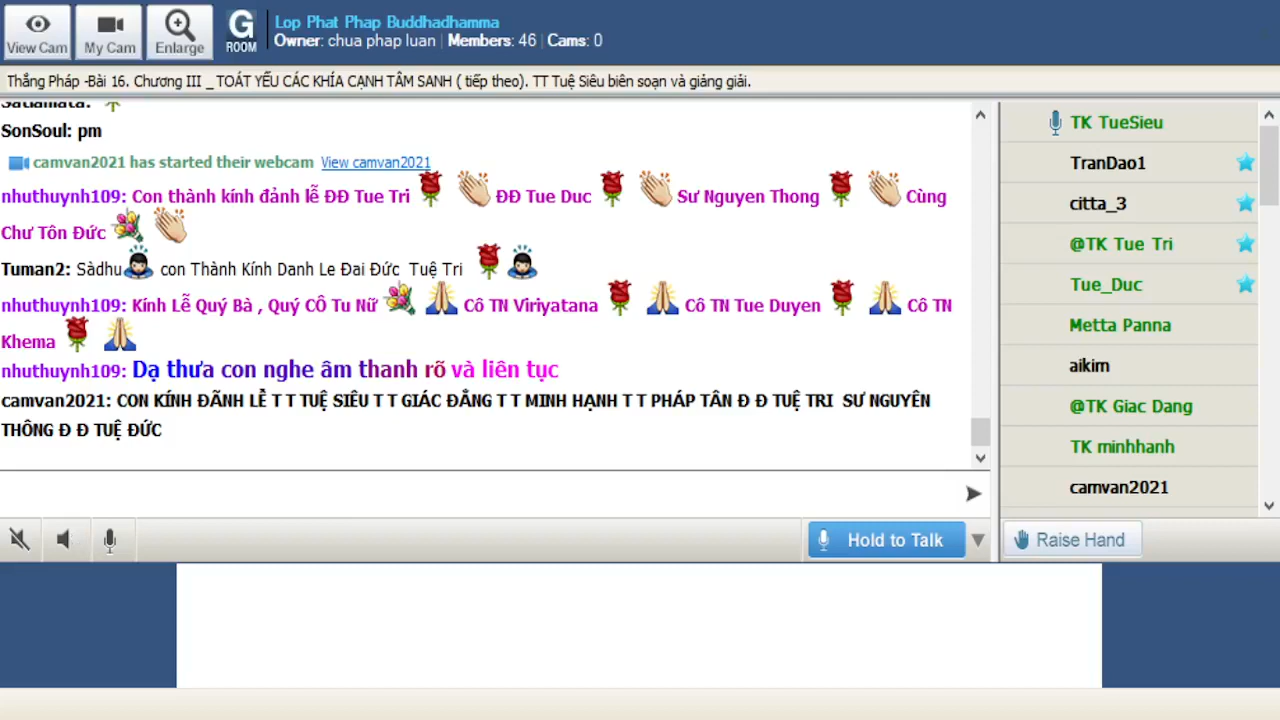 View Cam
My Cam
Enlarge
G
ROOM
Lop Phat Phap Buddhadhamma
Owner: chua phap luan | Members: 46 | Cams: 0
Thắng Pháp -Bài 16. Chương III _ TOÁT YẾU CÁC KHÍA CẠNH TÂM SANH ( tiếp theo). TT Tuệ Siêu biên soạn và giảng giải.
SonSoul: pm
camvan2021 has started their webcam View camvan2021
nhuthuynh109: Con thành kính đảnh lễ ĐĐ Tue Tri ĐĐ Tue Duc Sư Nguyen Thong Cùng
Chư Tôn Đức
Tuman2: Sàdhu con Thành Kính Danh Le Đai Đức Tuệ Tri
nhuthuynh109: Kính Lễ Quý Bà , Quý CÔ Tu Nữ Cô TN Viriyatana Cô TN Tue Duyen Cô TN
Khema
nhuthuynh109: Dạ thưa con nghe âm thanh rõ và liên tục
camvan2021: CON KÍNH ĐÃNH LỄ T T TUỆ SIÊU T T GIÁC ĐẲNG T T MINH HẠNH T T PHÁP TÂN Đ Đ TUỆ TRI SƯ NGUYÊN
THÔNG Đ Đ TUỆ ĐỨC
Hold to Talk
TK TueSieu
TranDao1
citta_3
@TK Tue Tri
Tue_Duc
Metta Panna
aikim
@TK Giac Dang
TK minhhanh
camvan2021
Raise Hand